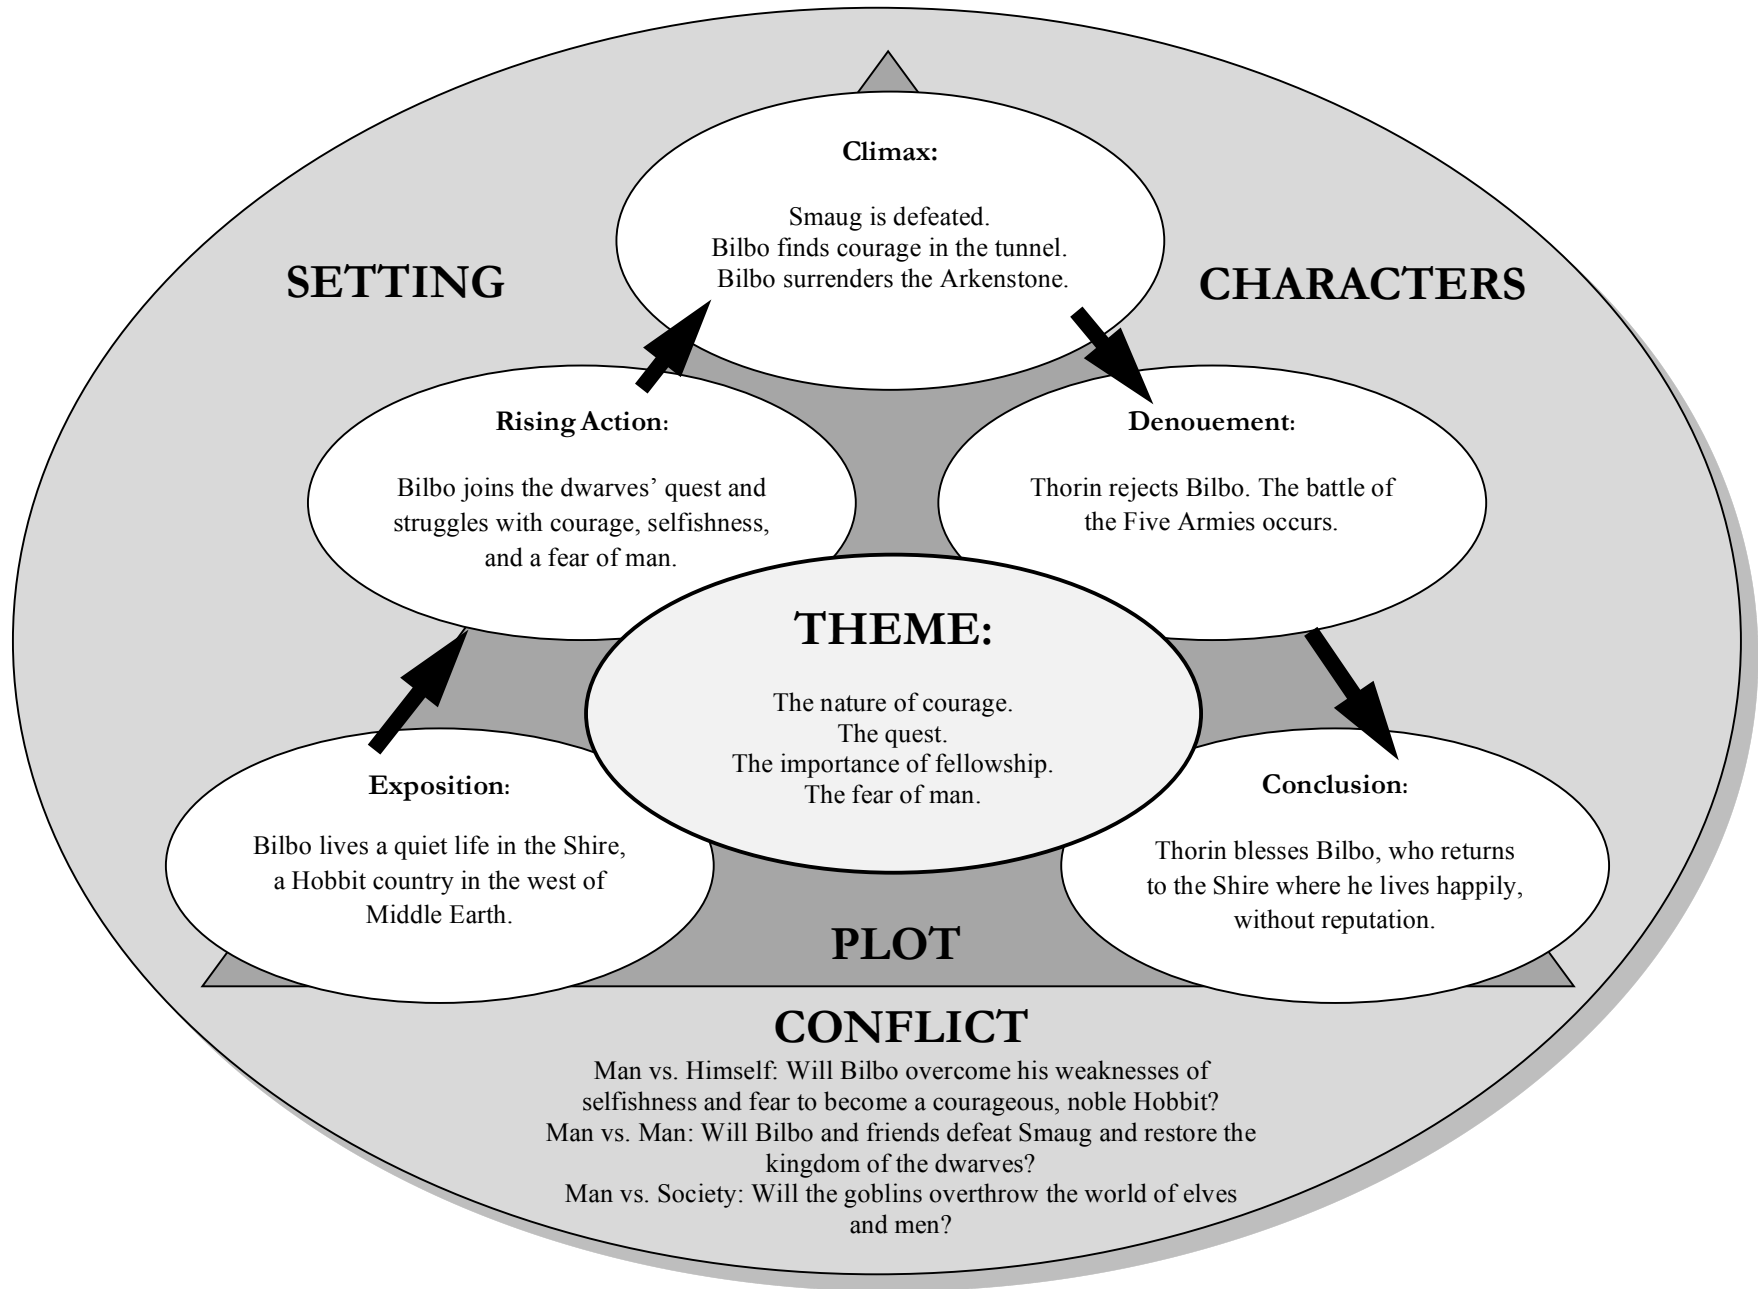 Climax:
Smaug is defeated.
Bilbo finds courage in the tunnel.
Bilbo surrenders the Arkenstone.
SETTING
CHARACTERS
Rising Action:
Bilbo joins the dwarves’ quest and
struggles with courage, selfishness,
and a fear of man.
Denouement:
Thorin rejects Bilbo. The battle of
the Five Armies occurs.
THEME:
The nature of courage.
The quest.
The importance of fellowship.
The fear of man.
Exposition:
Bilbo lives a quiet life in the Shire,
a Hobbit country in the west of
Middle Earth.
Conclusion:
Thorin blesses Bilbo, who returns
to the Shire where he lives happily,
without reputation.
PLOT
CONFLICT
Man vs. Himself: Will Bilbo overcome his weaknesses of
selfishness and fear to become a courageous, noble Hobbit?
Man vs. Man: Will Bilbo and friends defeat Smaug and restore the
kingdom of the dwarves?
Man vs. Society: Will the goblins overthrow the world of elves
and men?